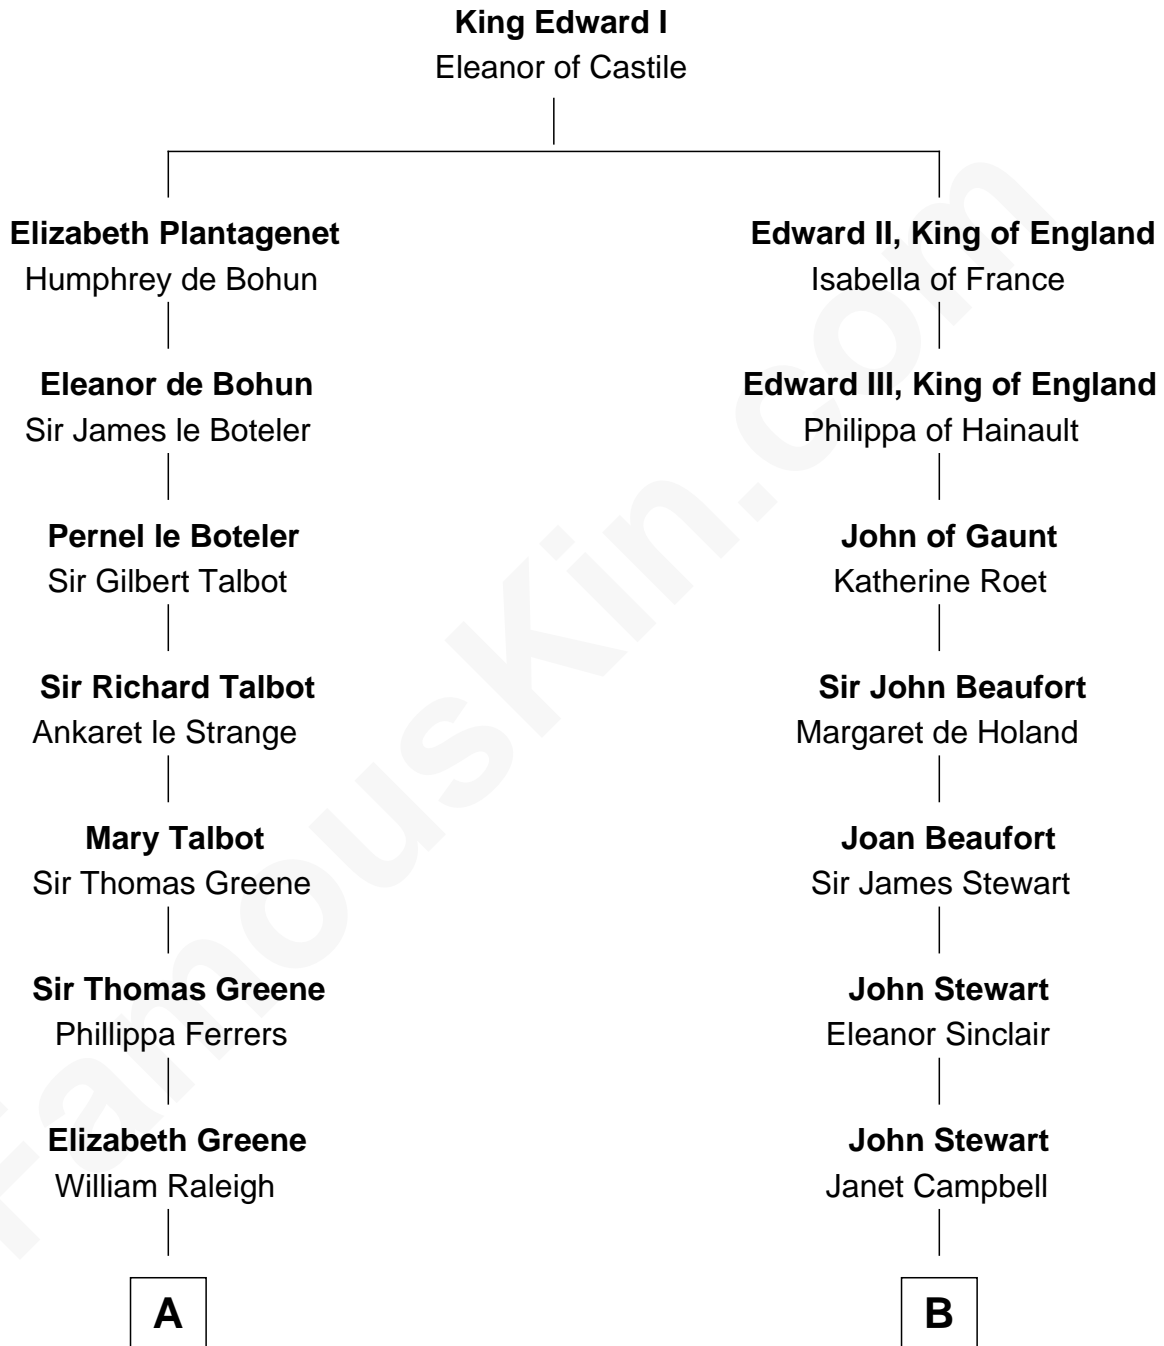 King Edward I
Eleanor of Castile
Elizabeth Plantagenet
Humphrey de Bohun
Edward II, King of England
Isabella of France
Eleanor de Bohun
Sir James le Boteler
Edward III, King of England
Philippa of Hainault
Pernel le Boteler
Sir Gilbert Talbot
John of Gaunt
Katherine Roet
Sir Richard Talbot
Ankaret le Strange
Sir John Beaufort
Margaret de Holand
Mary Talbot
Sir Thomas Greene
Joan Beaufort
Sir James Stewart
Sir Thomas Greene
Phillippa Ferrers
John Stewart
Eleanor Sinclair
Elizabeth Greene
William Raleigh
John Stewart
Janet Campbell
A
B
FamousKin.com